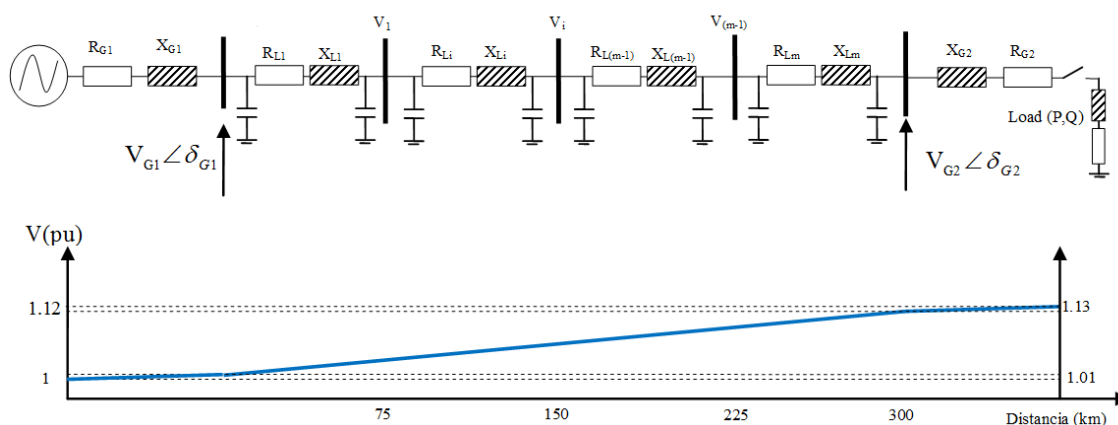 V1 Vi V(m-1)
RG1 XG1 RL1 XL1 RLi XLi RL(m-1) XL(m-1) RLm XLm XG2 RG2
Load (P,Q)
VG1∠δG1 VG2∠δG2
V(pu)
1.12 1.13
1 1.01
75 150 225 300 Distancia (km)